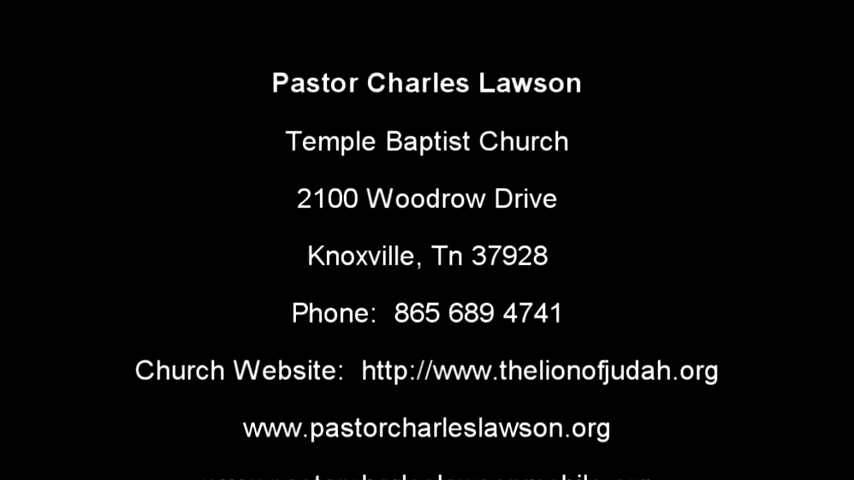 Pastor Charles Lawson
Temple Baptist Church
2100 Woodrow Drive
Knoxville, Tn 37928
Phone:  865 689 4741
Church Website:  http://www.thelionofjudah.org
www.pastorcharleslawson.org